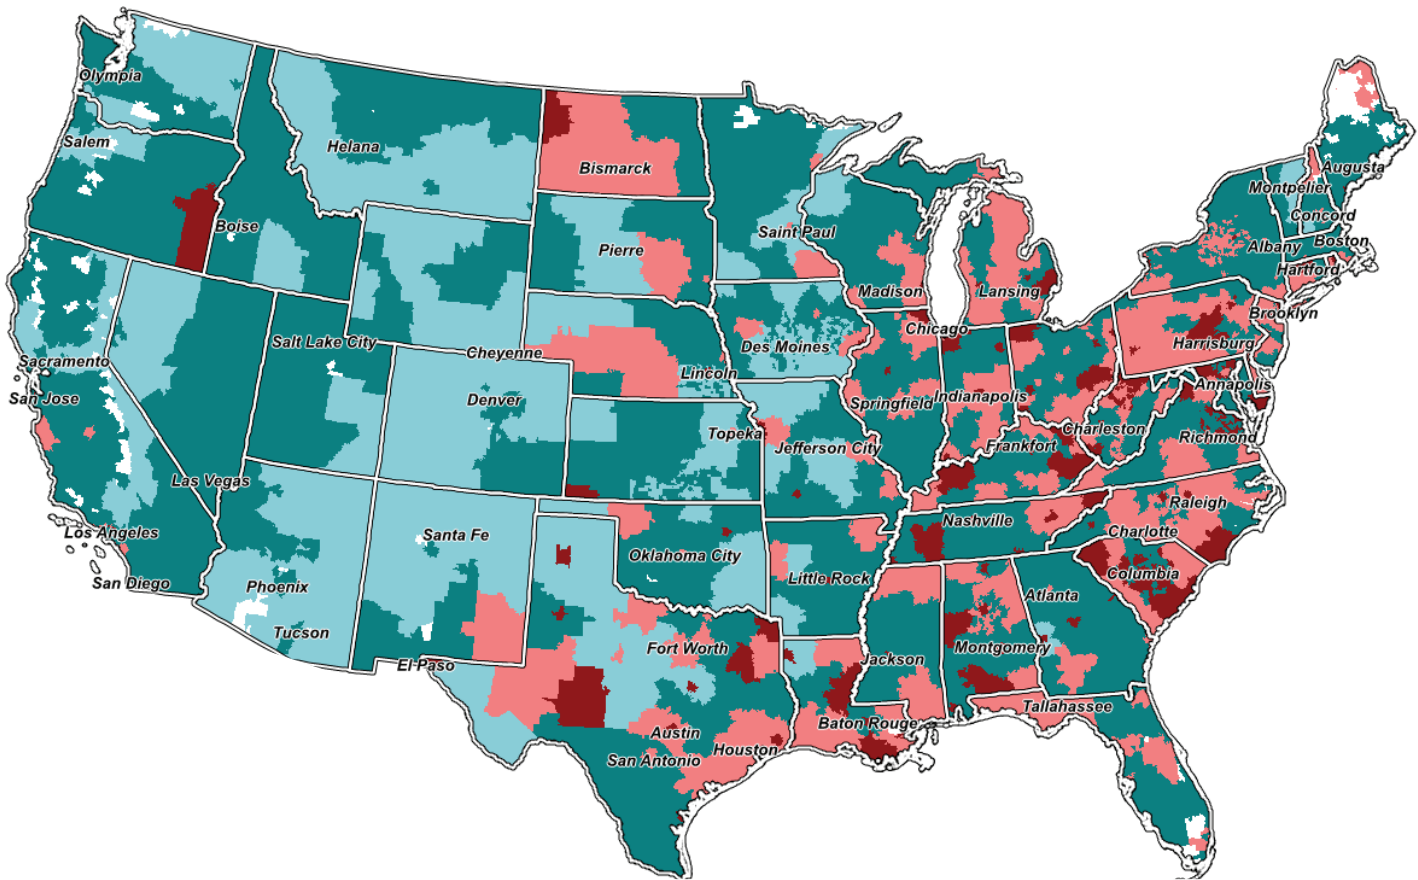 Olympia
Salem
Helana
Bismarck
Augusta
Montpelier
Concord
Boise
Pierre
Saint Paul
Albany
Boston
Hartford
Madison
Lansing
Brooklyn
Chicago
Salt Lake City
Cheyenne
Des Moines
Harrisburg
Sacramento
Lincoln
Annapolis
San Jose
Denver
Springfield
Indianapolis
Topeka
Jefferson City
Frankfort
Charleston
Richmond
Las Vegas
Raleigh
Los Angeles
Santa Fe
Nashville
Charlotte
Oklahoma City
San Diego
Phoenix
Little Rock
Columbia
Atlanta
Tucson
Fort Worth
Jackson
Montgomery
El Paso
Tallahassee
Austin
Baton Rouge
Houston
San Antonio